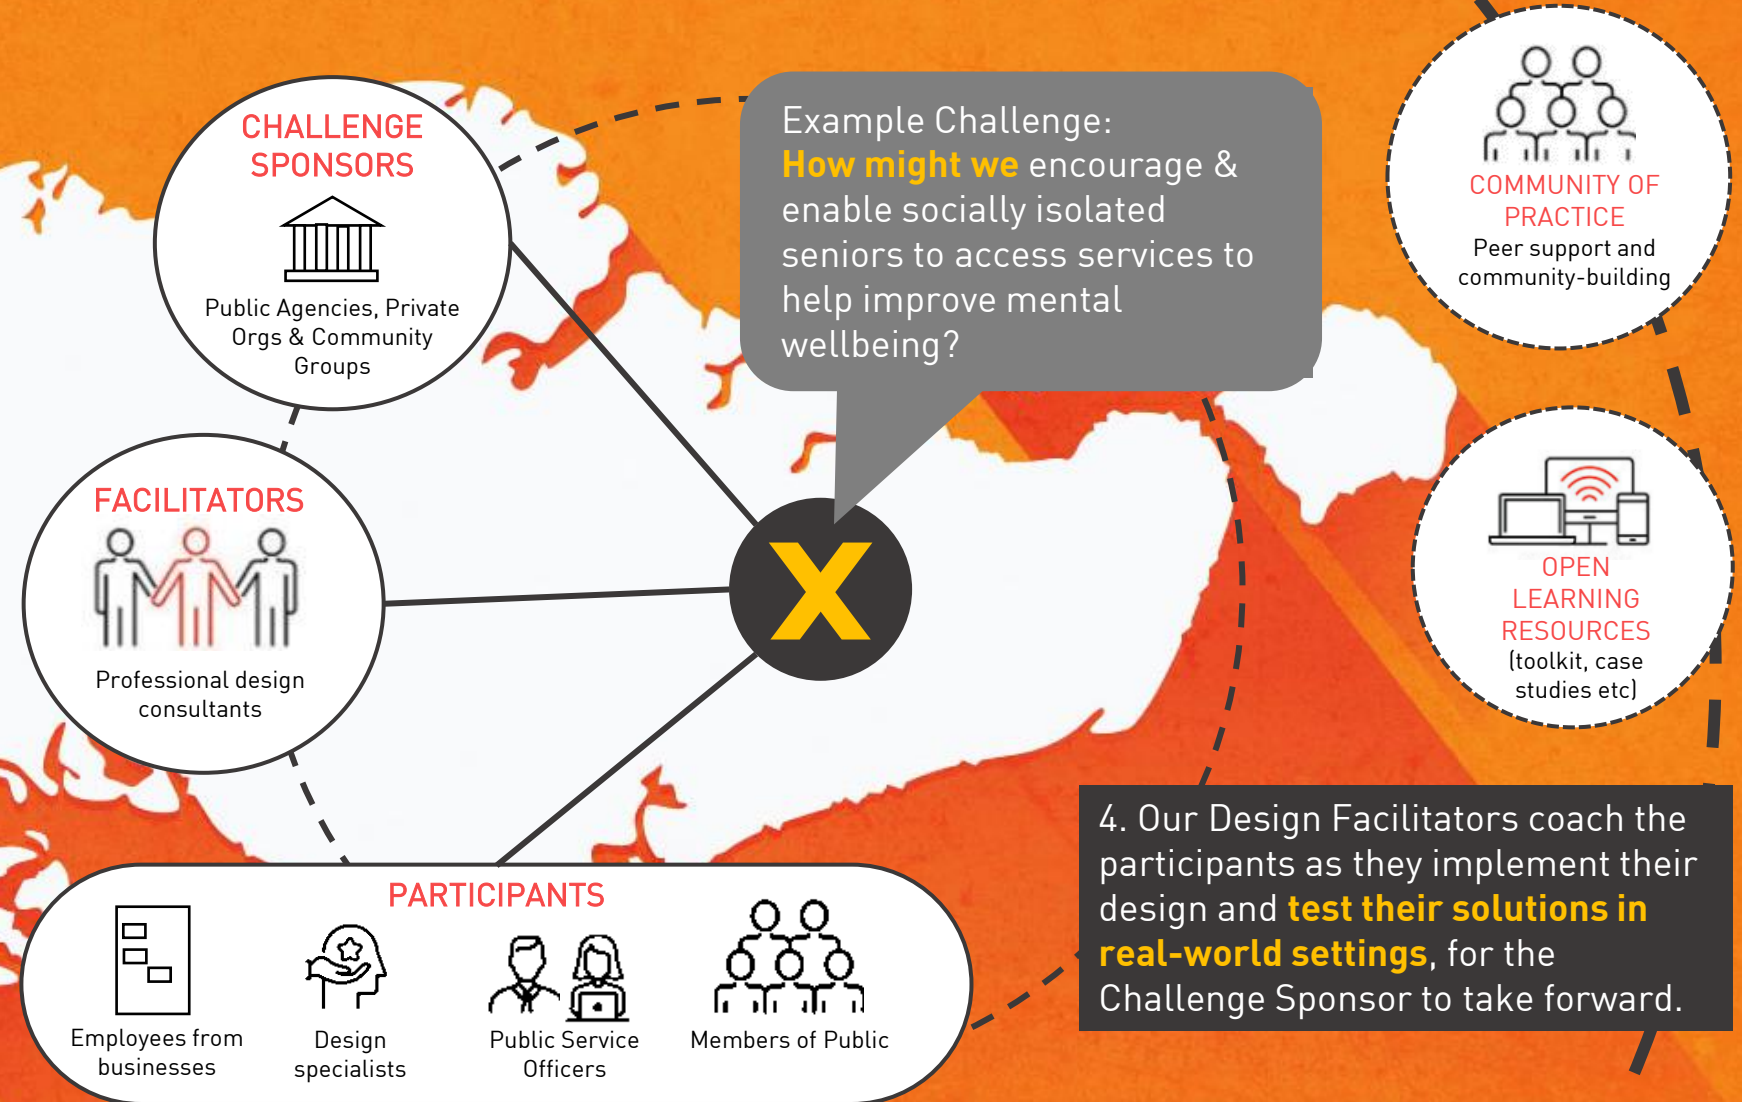 CHALLENGE
SPONSORS
Public Agencies, Private
Orgs & Community
Groups
Example Challenge:
How might we encourage &
enable socially isolated
seniors to access services to
help improve mental
wellbeing?
COMMUNITY OF
PRACTICE
Peer support and
community-building
FACILITATORS
Professional design
consultants
X
OPEN
LEARNING
RESOURCES
(toolkit, case
studies etc)
4. Our Design Facilitators coach the
participants as they implement their
design and test their solutions in
real-world settings, for the
Challenge Sponsor to take forward.
PARTICIPANTS
Employees from
businesses
Design
specialists
Public Service
Officers
Members of Public